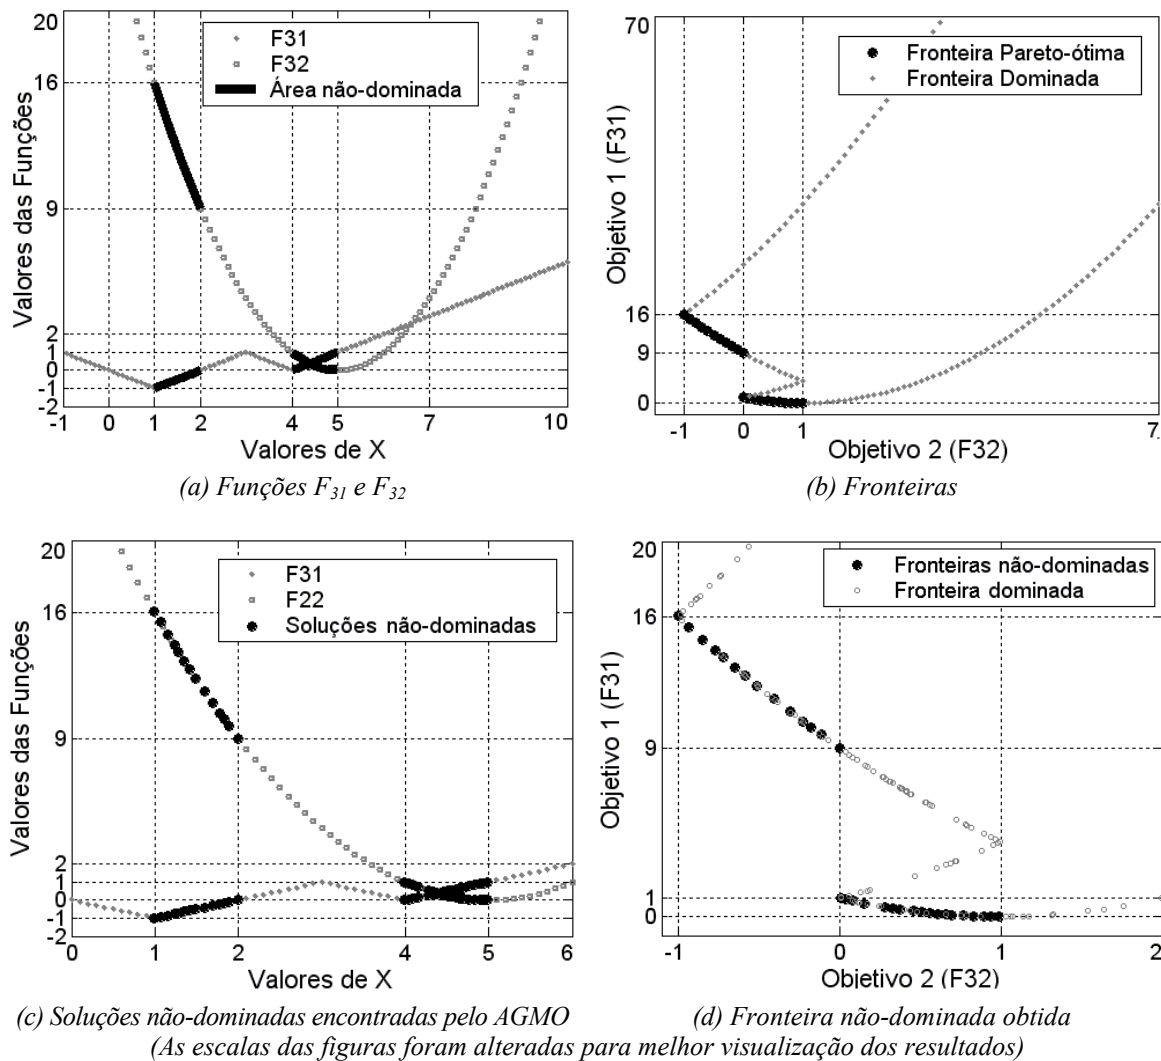 20
16
9
2
1
0
-1
-2
Valores das Funções
F31
F32
Área não-dominada
-1 0 1 2 4 5 7 10
Valores de X
(a) Funções F31 e F32
70
16
9
0
Objetivo 1 (F31)
Fronteira Pareto-ótima
Fronteira Dominada
-1 0 1 7
Objetivo 2 (F32)
(b) Fronteiras
20
16
9
2
1
0
-1
-2
Valores das Funções
F31
F22
Soluções não-dominadas
0 1 2 4 5 6
Valores de X
(c) Soluções não-dominadas encontradas pelo AGMO
20
16
9
1
0
Objetivo 1 (F31)
Fronteiras não-dominadas
Fronteira dominada
-1 0 1 2
Objetivo 2 (F32)
(d) Fronteira não-dominada obtida
(As escalas das figuras foram alteradas para melhor visualização dos resultados)